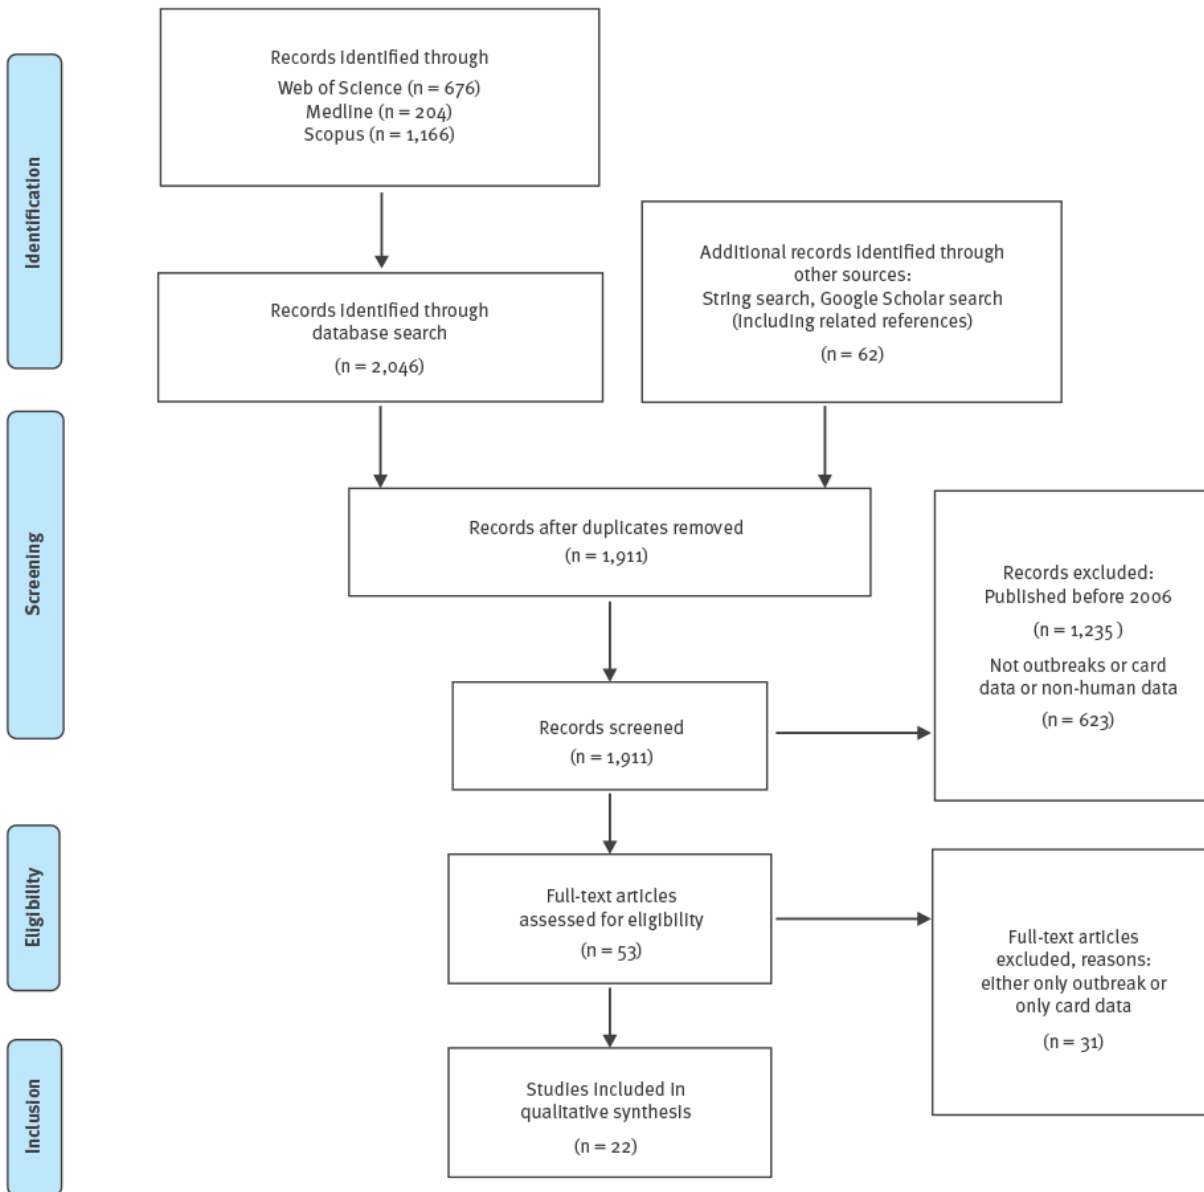 Identification
Records identified through
Web of Science (n = 676)
Medline (n = 204)
Scopus (n = 1,166)
Records identified through
database search
(n = 2,046)
Additional records identified through
other sources:
String search, Google Scholar search
(including related references)
(n = 62)
Screening
Records after duplicates removed
(n = 1,911)
Records screened
(n = 1,911)
Records excluded:
Published before 2006
(n = 1,235 )
Not outbreaks or card
data or non-human data
(n = 623)
Eligibility
Full-text articles
assessed for eligibility
(n = 53)
Full-text articles
excluded, reasons:
either only outbreak or
only card data
(n = 31)
Inclusion
Studies included in
qualitative synthesis
(n = 22)